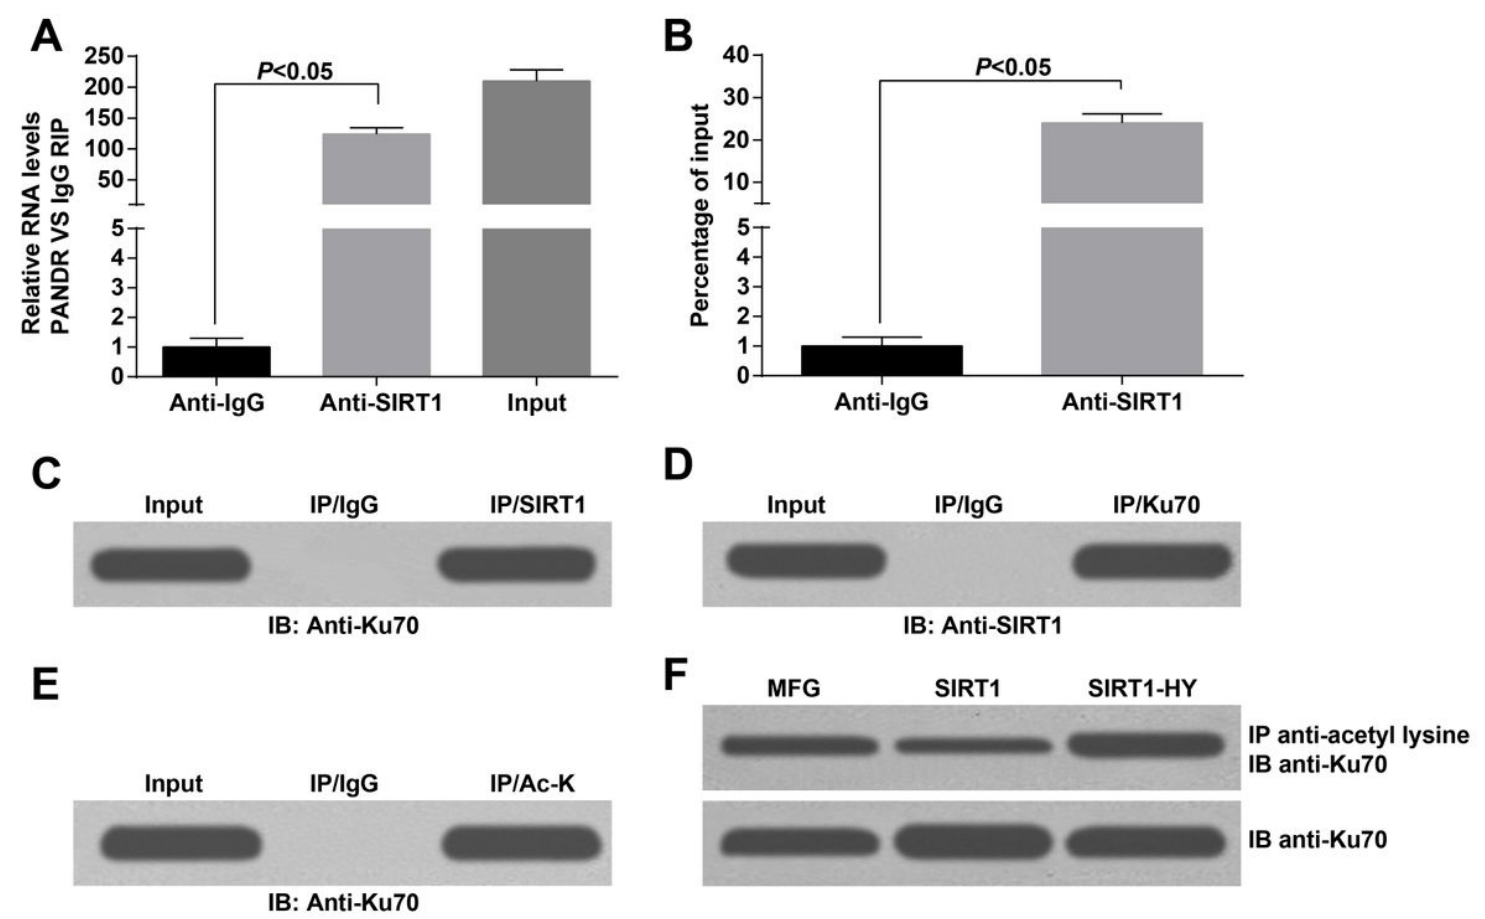 A
Relative RNA levels
PANDR VS IgG RIP
250
200
150
100
50
5
4
3
2
1
0
P<0.05
Anti-IgG Anti-SIRT1 Input
B
Percentage of input
40
30
20
10
5
4
3
2
1
0
P<0.05
Anti-IgG Anti-SIRT1
C
Input IP/IgG IP/SIRT1
IB: Anti-Ku70
D
Input IP/IgG IP/Ku70
IB: Anti-SIRT1
E
Input IP/IgG IP/Ac-K
IB: Anti-Ku70
F
MFG SIRT1 SIRT1-HY
IP anti-acetyl lysine
IB anti-Ku70
IB anti-Ku70